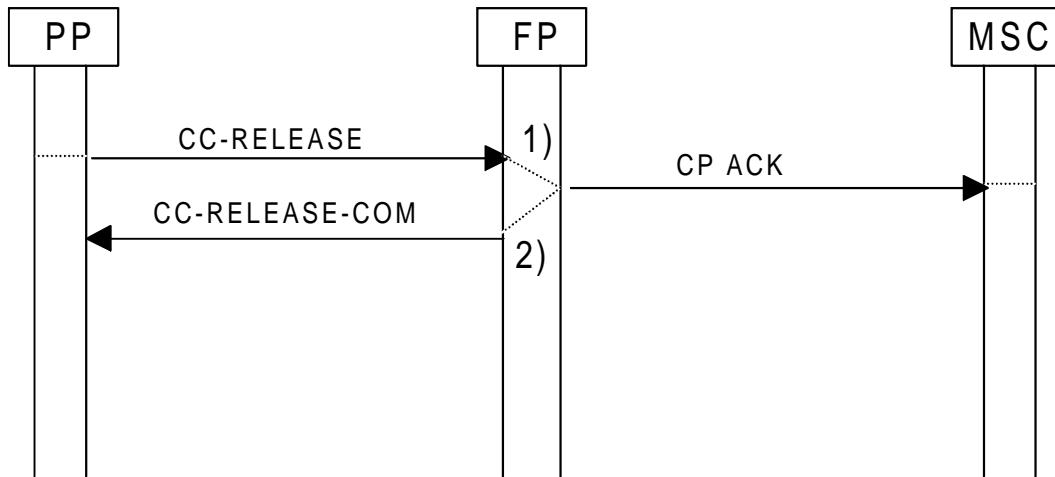 PP
FP
MSC
CC-RELEASE
1)
CP ACK
CC-RELEASE-COM
2)